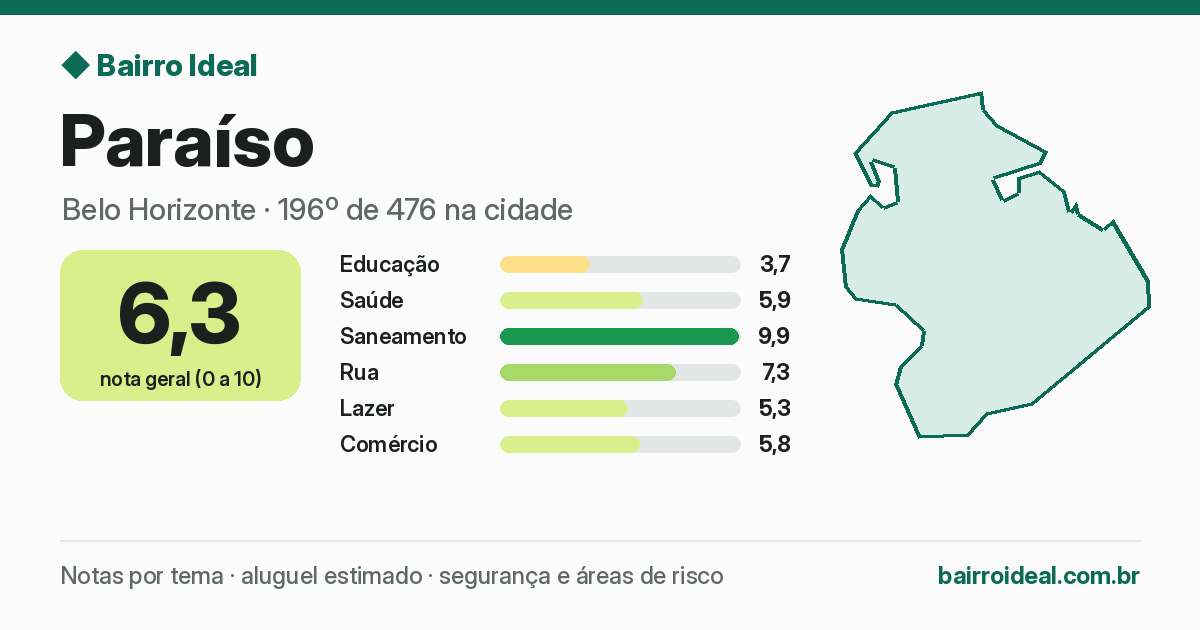 Bairro Ideal
Paraíso
Belo Horizonte · 196º de 476 na cidade
6,3
nota geral (0 a 10)
Educação 3,7
Saúde 5,9
Saneamento 9,9
Rua 7,3
Lazer 5,3
Comércio 5,8
Notas por tema · aluguel estimado · segurança e áreas de risco
bairroideal.com.br